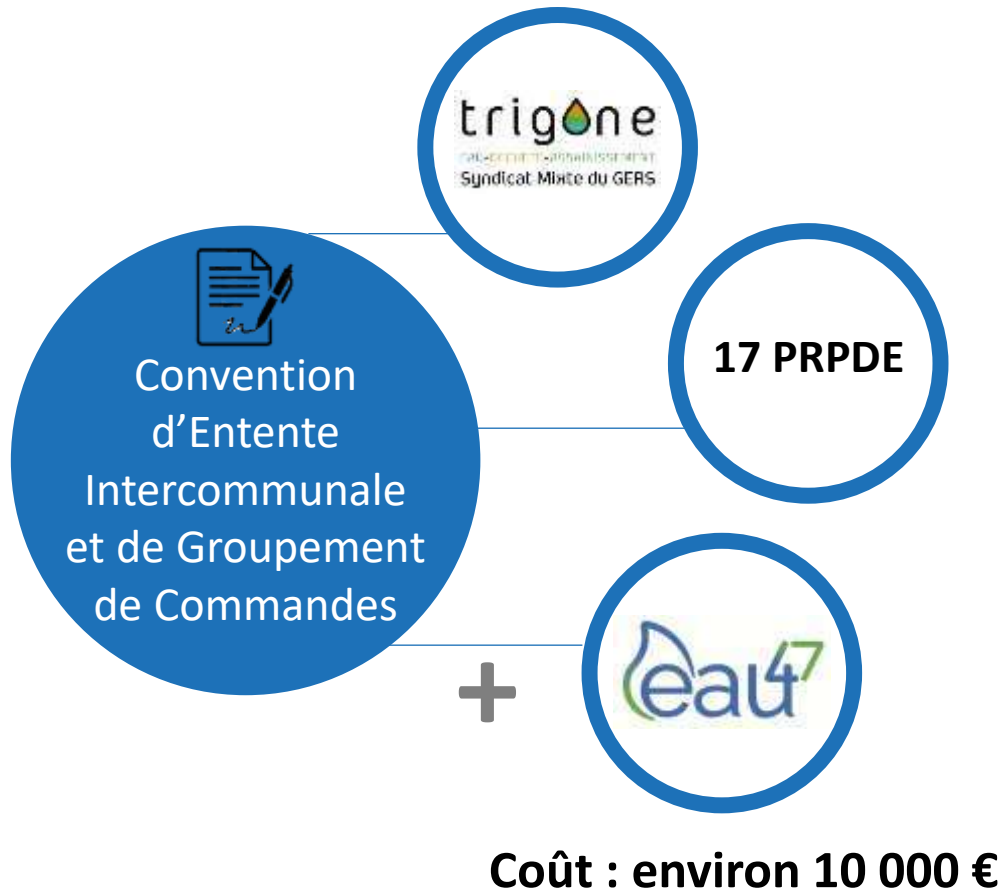 trigone
Syndicat Mixte du GERS
Convention
d’Entente
Intercommunale
et de Groupement
de Commandes
17 PRPDE
+
eau47
Coût : environ 10 000 €